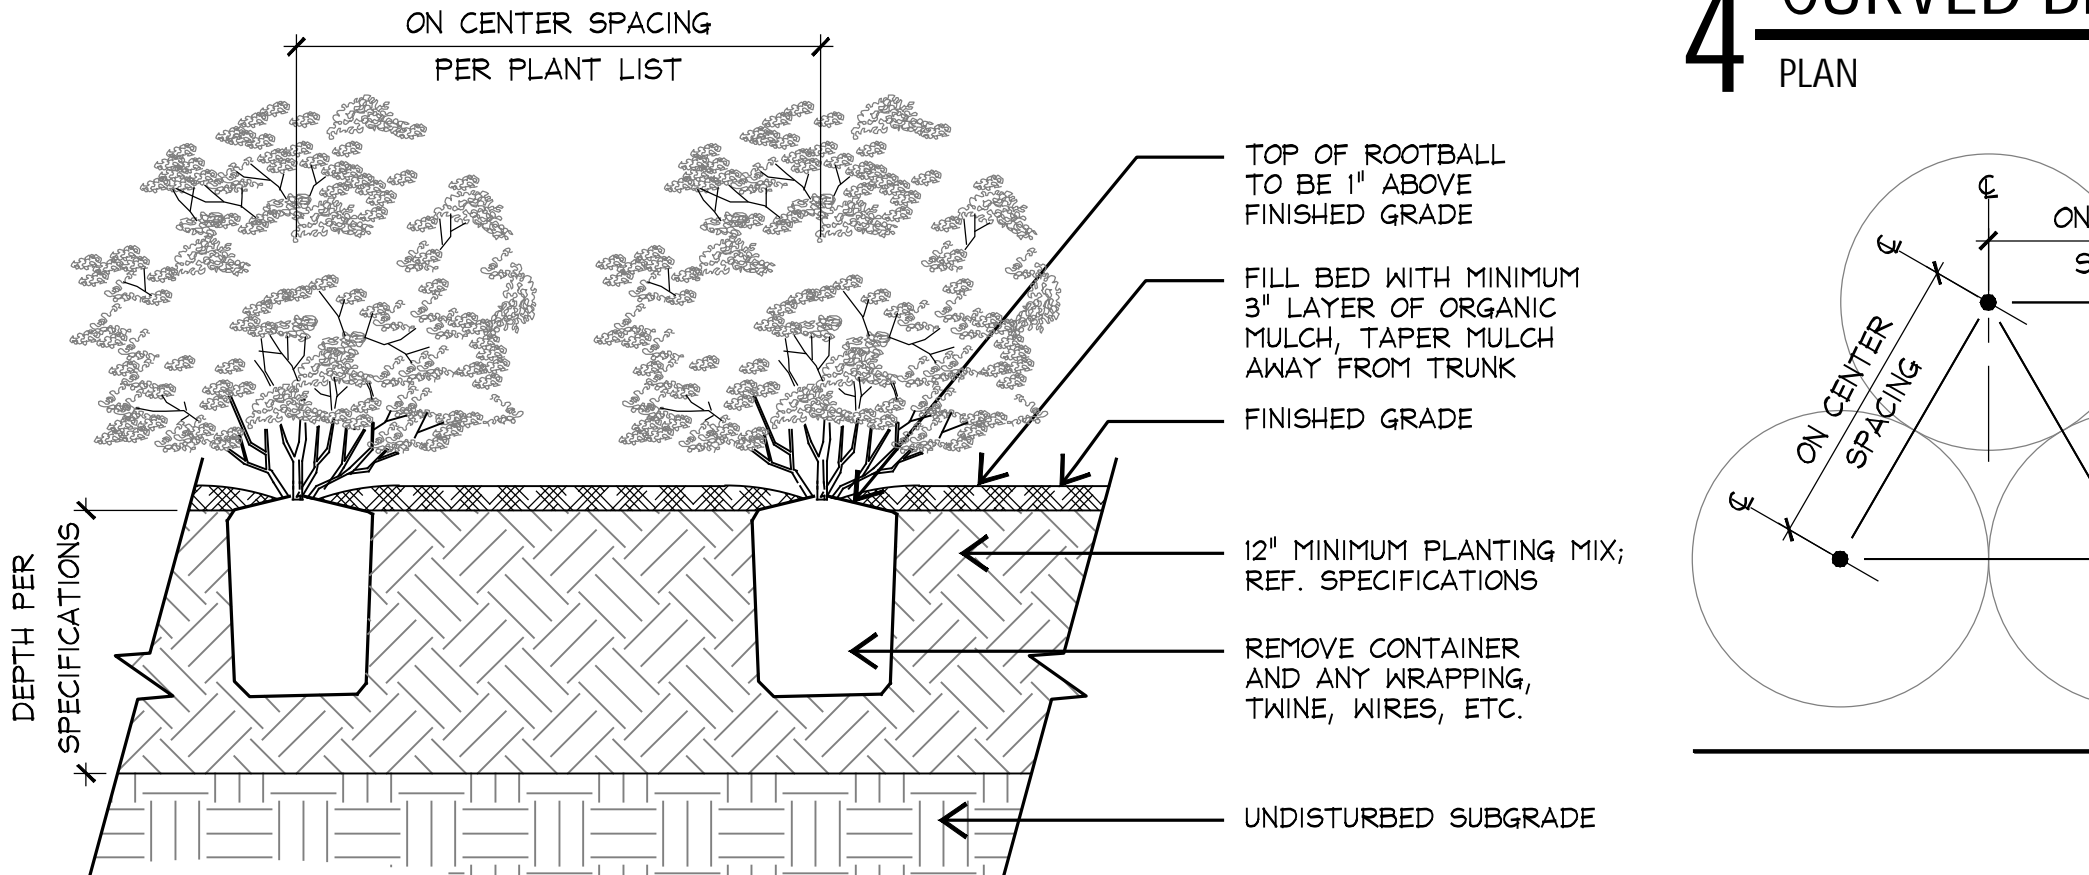 ON CENTER SPACING
PER PLANT LIST
TOP OF ROOTBALL
TO BE 1" ABOVE
FINISHED GRADE
FILL BED WITH MINIMUM
3" LAYER OF ORGANIC
MULCH, TAPER MULCH
AWAY FROM TRUNK
FINISHED GRADE
12" MINIMUM PLANTING MIX;
REF. SPECIFICATIONS
REMOVE CONTAINER
AND ANY WRAPPING,
TWINE, WIRES, ETC.
UNDISTURBED SUBGRADE
DEPTH PER
SPECIFICATIONS
4
CURVED
PLAN
℄
℄
ON
ON CENTER
SPACING
℄